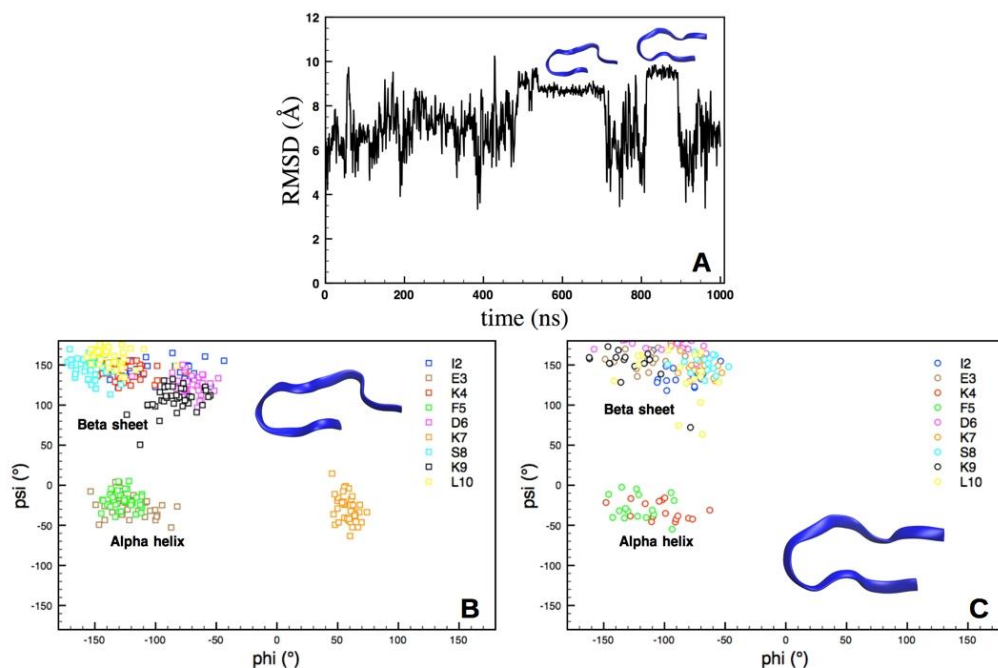 12
10
8
6
4
2
0
RMSD (Å)
0 200 400 600 800 1000
time (ns)
A
150
100
50
0
-50
-100
-150
psi (°)
-150 -100 -50 0 50 100 150
phi (°)
Beta sheet
Alpha helix
I2
E3
K4
F5
D6
K7
S8
K9
L10
B
150
100
50
0
-50
-100
-150
psi (°)
-150 -100 -50 0 50 100 150
phi (°)
Beta sheet
Alpha helix
I2
E3
K4
F5
D6
K7
S8
K9
L10
C